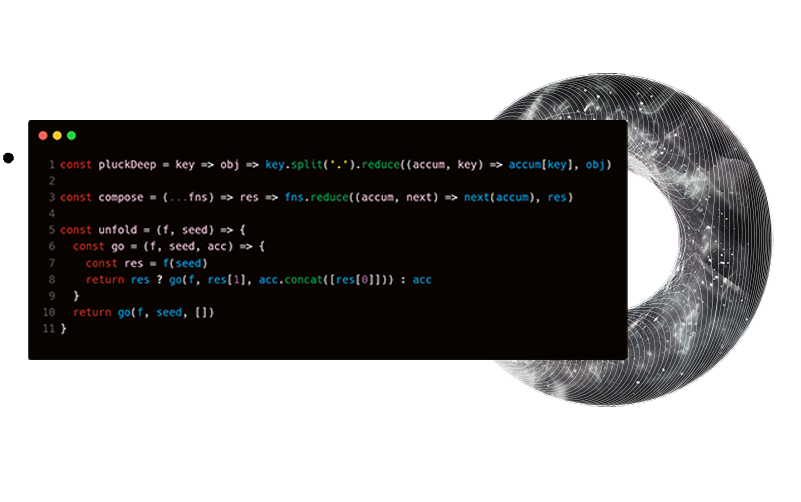 1 const pluckDeep = key => obj => key.split('.').reduce((accum, key) => accum[key], obj)
2
3 const compose = (...fns) => res => fns.reduce((accum, next) => next(accum), res)
4
5 const unfold = (f, seed) => {
6   const go = (f, seed, acc) => {
7     const res = f(seed)
8     return res ? go(f, res[1], acc.concat([res[0]])) : acc
9   }
10   return go(f, seed, [])
11 }